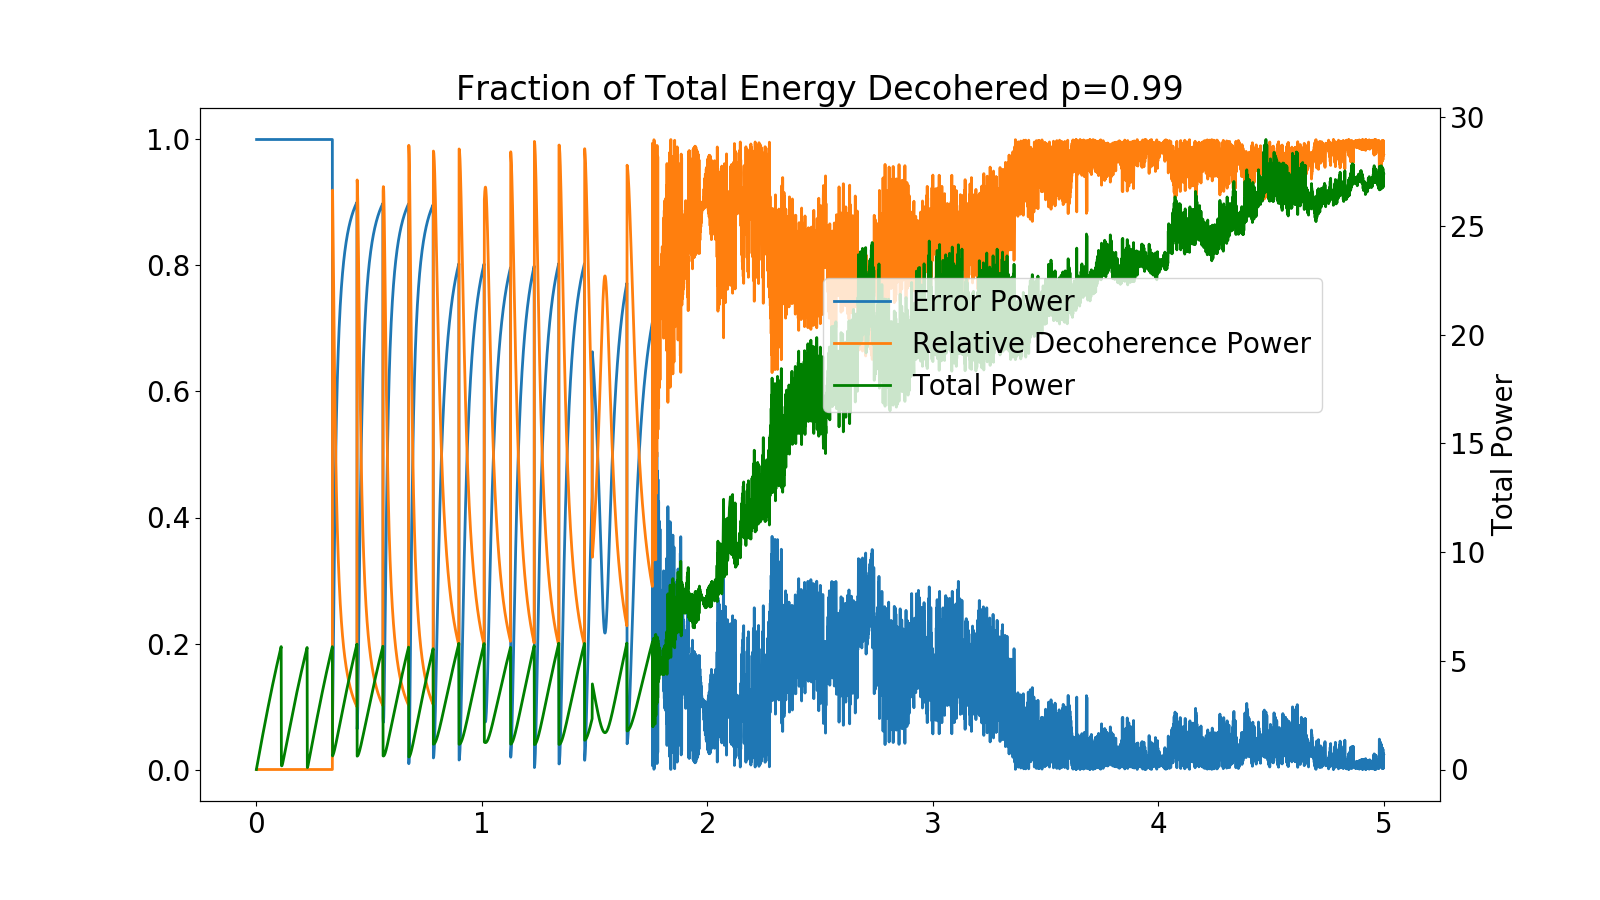 Fraction of Total Energy Decohered p=0.99
1.0
0.8
0.6
0.4
0.2
0.0
30
25
20
15
10
5
0
Total Power
Error Power
Relative Decoherence Power
Total Power
0 1 2 3 4 5